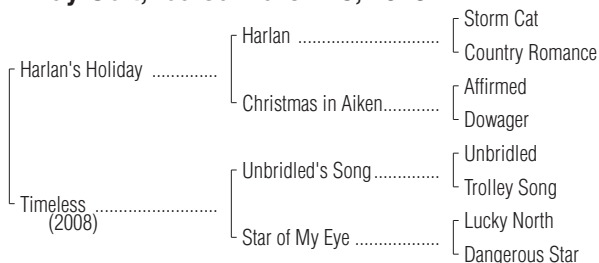 Storm Cat
Harlan
Country Romance
Harlan's Holiday
Affirmed
Christmas in Aiken
Dowager
Unbridled
Unbridled's Song
Trolley Song
Timeless
(2008)
Lucky North
Star of My Eye
Dangerous Star